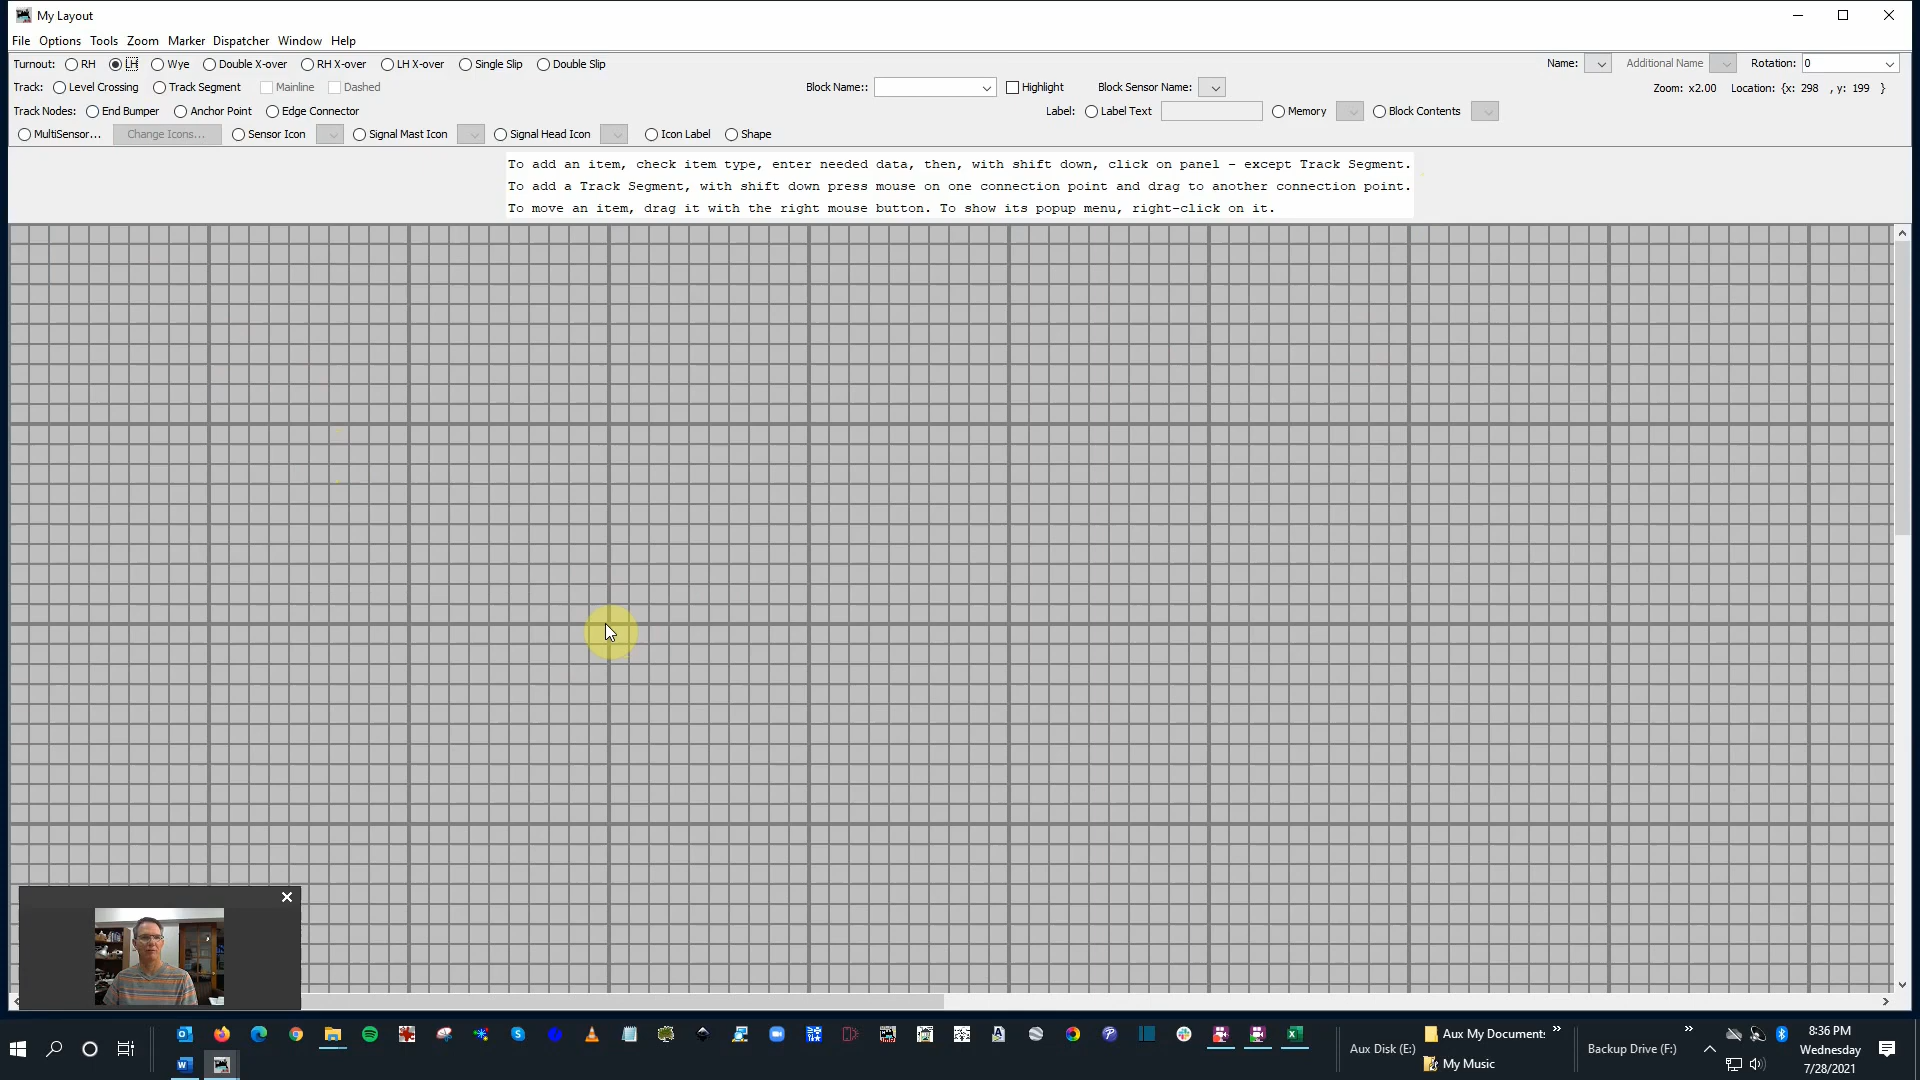 My Layout
File Options Tools Zoom Marker Dispatcher Window Help
Turnout: RH LH Wye Double X-over RH X-over LH X-over Single Slip Double Slip Name: Additional Name Rotation: 0
Track: Level Crossing Track Segment Mainline Dashed Block Name:: Highlight Block Sensor Name: Zoom: x2.00 Location: {x: 298 , y: 199 }
Track Nodes: End Bumper Anchor Point Edge Connector Label: Label Text Memory Block Contents
MultiSensor... Change Icons... Sensor Icon Signal Mast Icon Signal Head Icon Icon Label Shape
To add an item, check item type, enter needed data, then, with shift down, click on panel - except Track Segment.
To add a Track Segment, with shift down press mouse on one connection point and drag to another connection point.
To move an item, drag it with the right mouse button. To show its popup menu, right-click on it.
Aux Disk (E:) Aux My Documents Backup Drive (F:) 8:36 PM
My Music Wednesday
7/28/2021